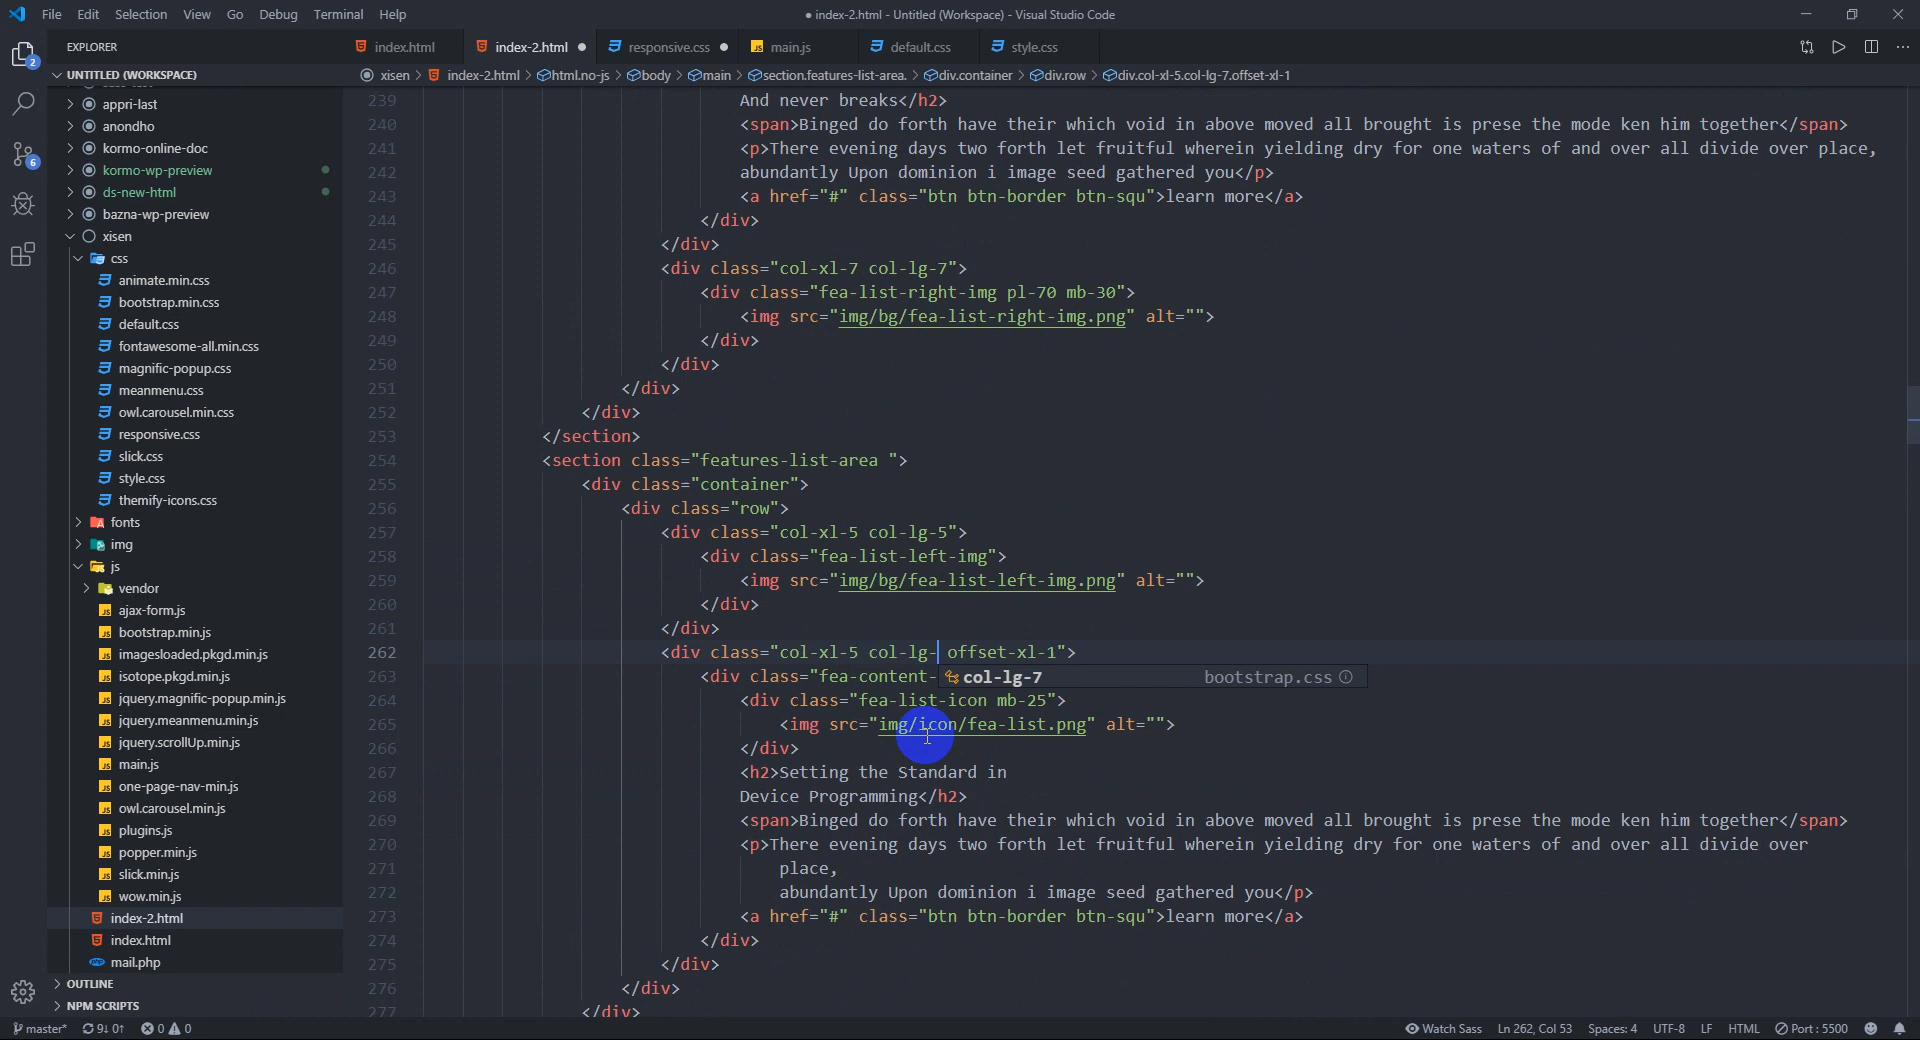 File Edit Selection View Go Debug Terminal Help
● index-2.html - Untitled (Workspace) - Visual Studio Code
EXPLORER
index.html
index-2.html
responsive.css
main.js
default.css
style.css
UNTITLED (WORKSPACE)
xisen > index-2.html > html.no-js > body > main > section.features-list-area. > div.container > div.row > div.col-xl-5.col-lg-7.offset-xl-1
appri-last
anondho
kormo-online-doc
kormo-wp-preview
ds-new-html
bazna-wp-preview
xisen
css
animate.min.css
bootstrap.min.css
default.css
fontawesome-all.min.css
magnific-popup.css
meanmenu.css
owl.carousel.min.css
responsive.css
slick.css
style.css
themify-icons.css
fonts
img
js
vendor
ajax-form.js
bootstrap.min.js
imagesloaded.pkgd.min.js
isotope.pkgd.min.js
jquery.magnific-popup.min.js
jquery.meanmenu.min.js
jquery.scrollUp.min.js
main.js
one-page-nav-min.js
owl.carousel.min.js
plugins.js
popper.min.js
slick.min.js
wow.min.js
index-2.html
index.html
mail.php
OUTLINE
NPM SCRIPTS
2
6
239 And never breaks</h2>
240 <span>Binged do forth have their which void in above moved all brought is prese the mode ken him together</span>
241 <p>There evening days two forth let fruitful wherein yielding dry for one waters of and over all divide over place,
242 abundantly Upon dominion i image seed gathered you</p>
243 <a href="#" class="btn btn-border btn-squ">learn more</a>
244 </div>
245 </div>
246 <div class="col-xl-7 col-lg-7">
247 <div class="fea-list-right-img pl-70 mb-30">
248 <img src="img/bg/fea-list-right-img.png" alt="">
249 </div>
250 </div>
251 </div>
252 </div>
253 </section>
254 <section class="features-list-area ">
255 <div class="container">
256 <div class="row">
257 <div class="col-xl-5 col-lg-5">
258 <div class="fea-list-left-img">
259 <img src="img/bg/fea-list-left-img.png" alt="">
260 </div>
261 </div>
262 <div class="col-xl-5 col-lg- offset-xl-1">
263 <div class="fea-content- col-lg-7 bootstrap.css
264 <div class="fea-list-icon mb-25">
265 <img src="img/icon/fea-list.png" alt="">
266 </div>
267 <h2>Setting the Standard in
268 Device Programming</h2>
269 <span>Binged do forth have their which void in above moved all brought is prese the mode ken him together</span>
270 <p>There evening days two forth let fruitful wherein yielding dry for one waters of and over all divide over
271 place,
272 abundantly Upon dominion i image seed gathered you</p>
273 <a href="#" class="btn btn-border btn-squ">learn more</a>
274 </div>
275 </div>
276 </div>
277 </div>
master* 9↓ 0↑ 0 0
Watch Sass Ln 262, Col 53 Spaces: 4 UTF-8 LF HTML Port : 5500